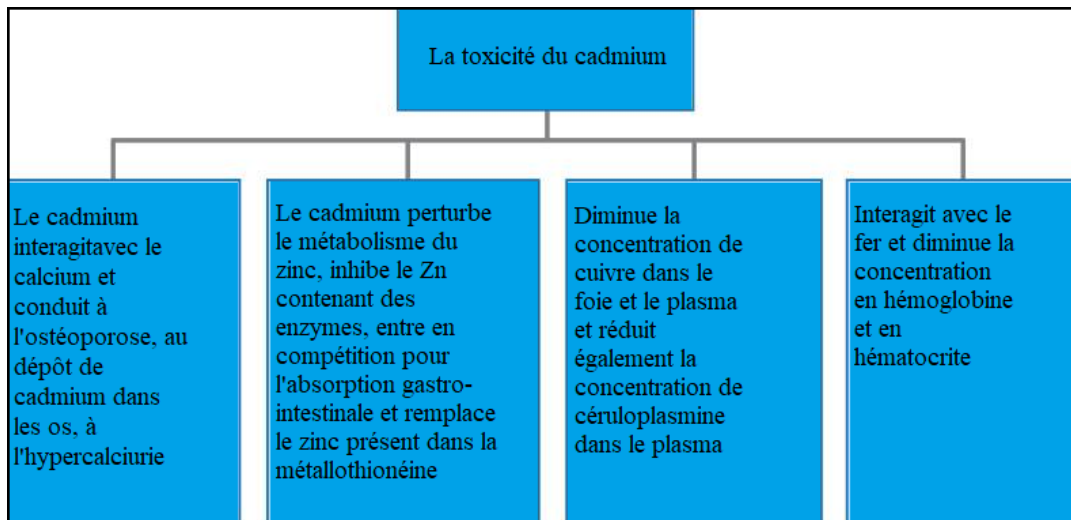 La toxicité du cadmium
Le cadmium
interagitavec le
calcium et
conduit à
l'ostéoporose, au
dépôt de
cadmium dans
les os, à
l'hypercalciurie
Le cadmium perturbe
le métabolisme du
zinc, inhibe le Zn
contenant des
enzymes, entre en
compétition pour
l'absorption gastro-
intestinale et remplace
le zinc présent dans la
métallothionéine
Diminue la
concentration de
cuivre dans le
foie et le plasma
et réduit
également la
concentration de
céruloplasmine
dans le plasma
Interagit avec le
fer et diminue la
concentration
en hémoglobine
et en
hématocrite